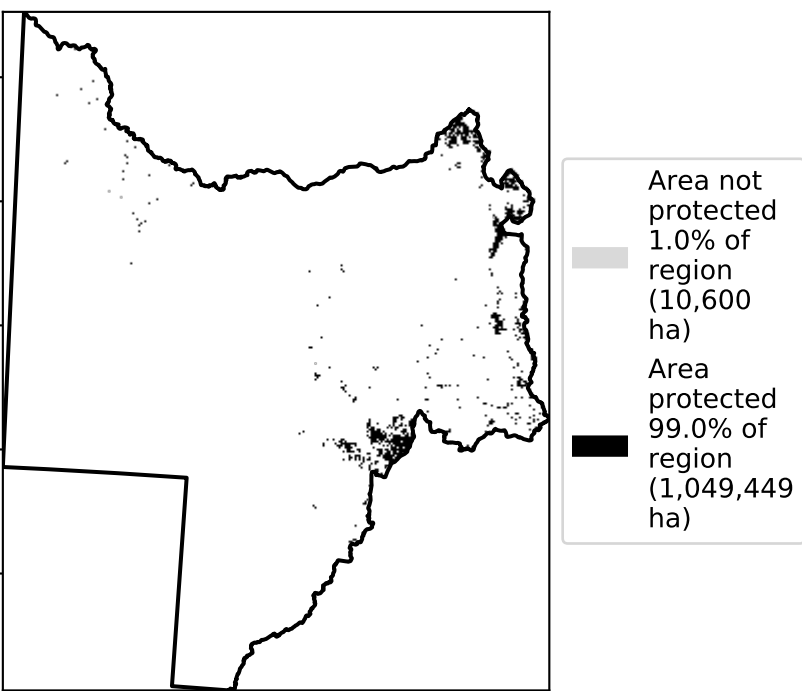 Area not
protected
1.0% of
region
(10,600
ha)
Area
protected
99.0% of
region
(1,049,449
ha)